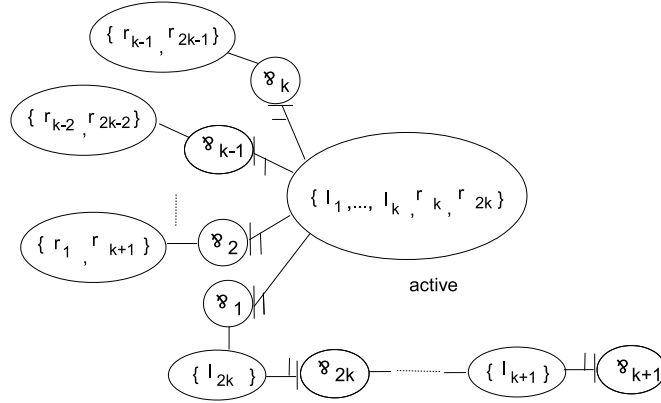 { r_{k-1} , r_{2k-1} }
⅋_k
{ r_{k-2} , r_{2k-2} }
⅋_{k-1}
{ l_1 ,..., l_k , r_k , r_{2k} }
{ r_1 , r_{k+1} }
⅋_2
active
⅋_1
{ l_{2k} }
⅋_{2k}
{ l_{k+1} }
⅋_{k+1}